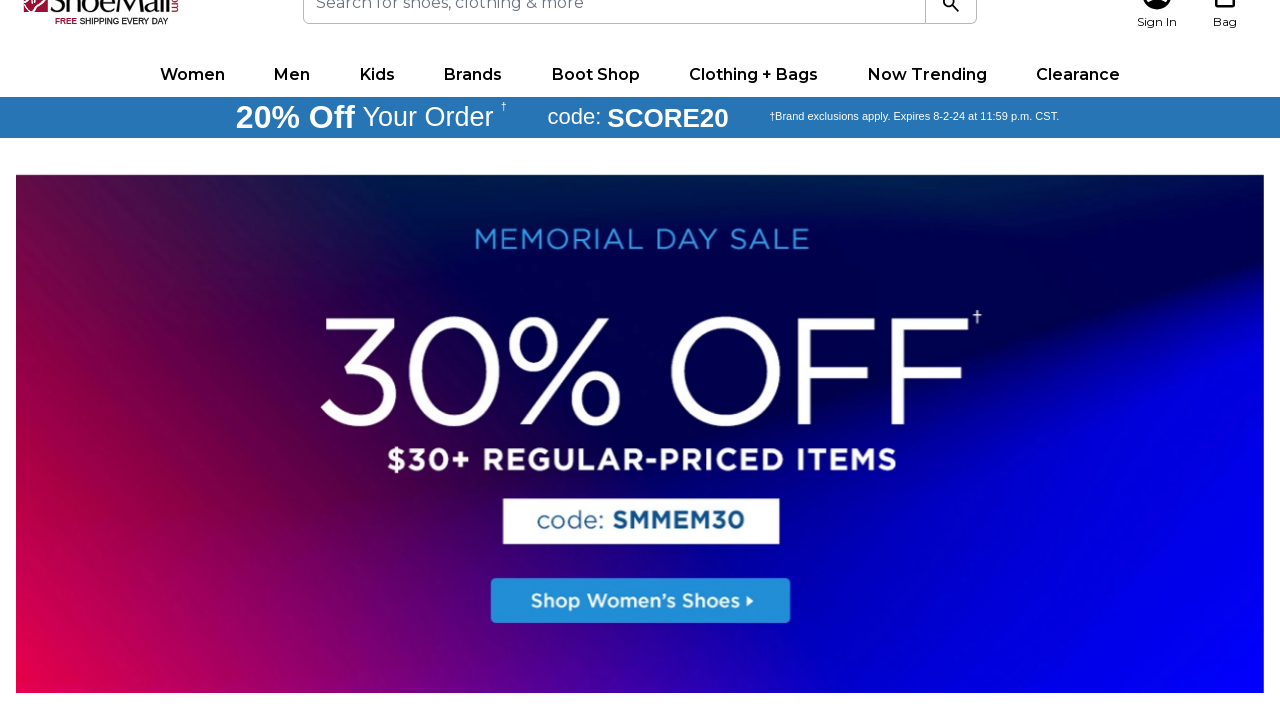 ShoeMall
FREE SHIPPING EVERY DAY
Search for shoes, clothing & more
Sign In
Bag
Women
Men
Kids
Brands
Boot Shop
Clothing + Bags
Now Trending
Clearance
20% Off Your Order † code: SCORE20 †Brand exclusions apply. Expires 8-2-24 at 11:59 p.m. CST.
MEMORIAL DAY SALE
30% OFF†
$30+ REGULAR-PRICED ITEMS
code: SMMEM30
Shop Women's Shoes